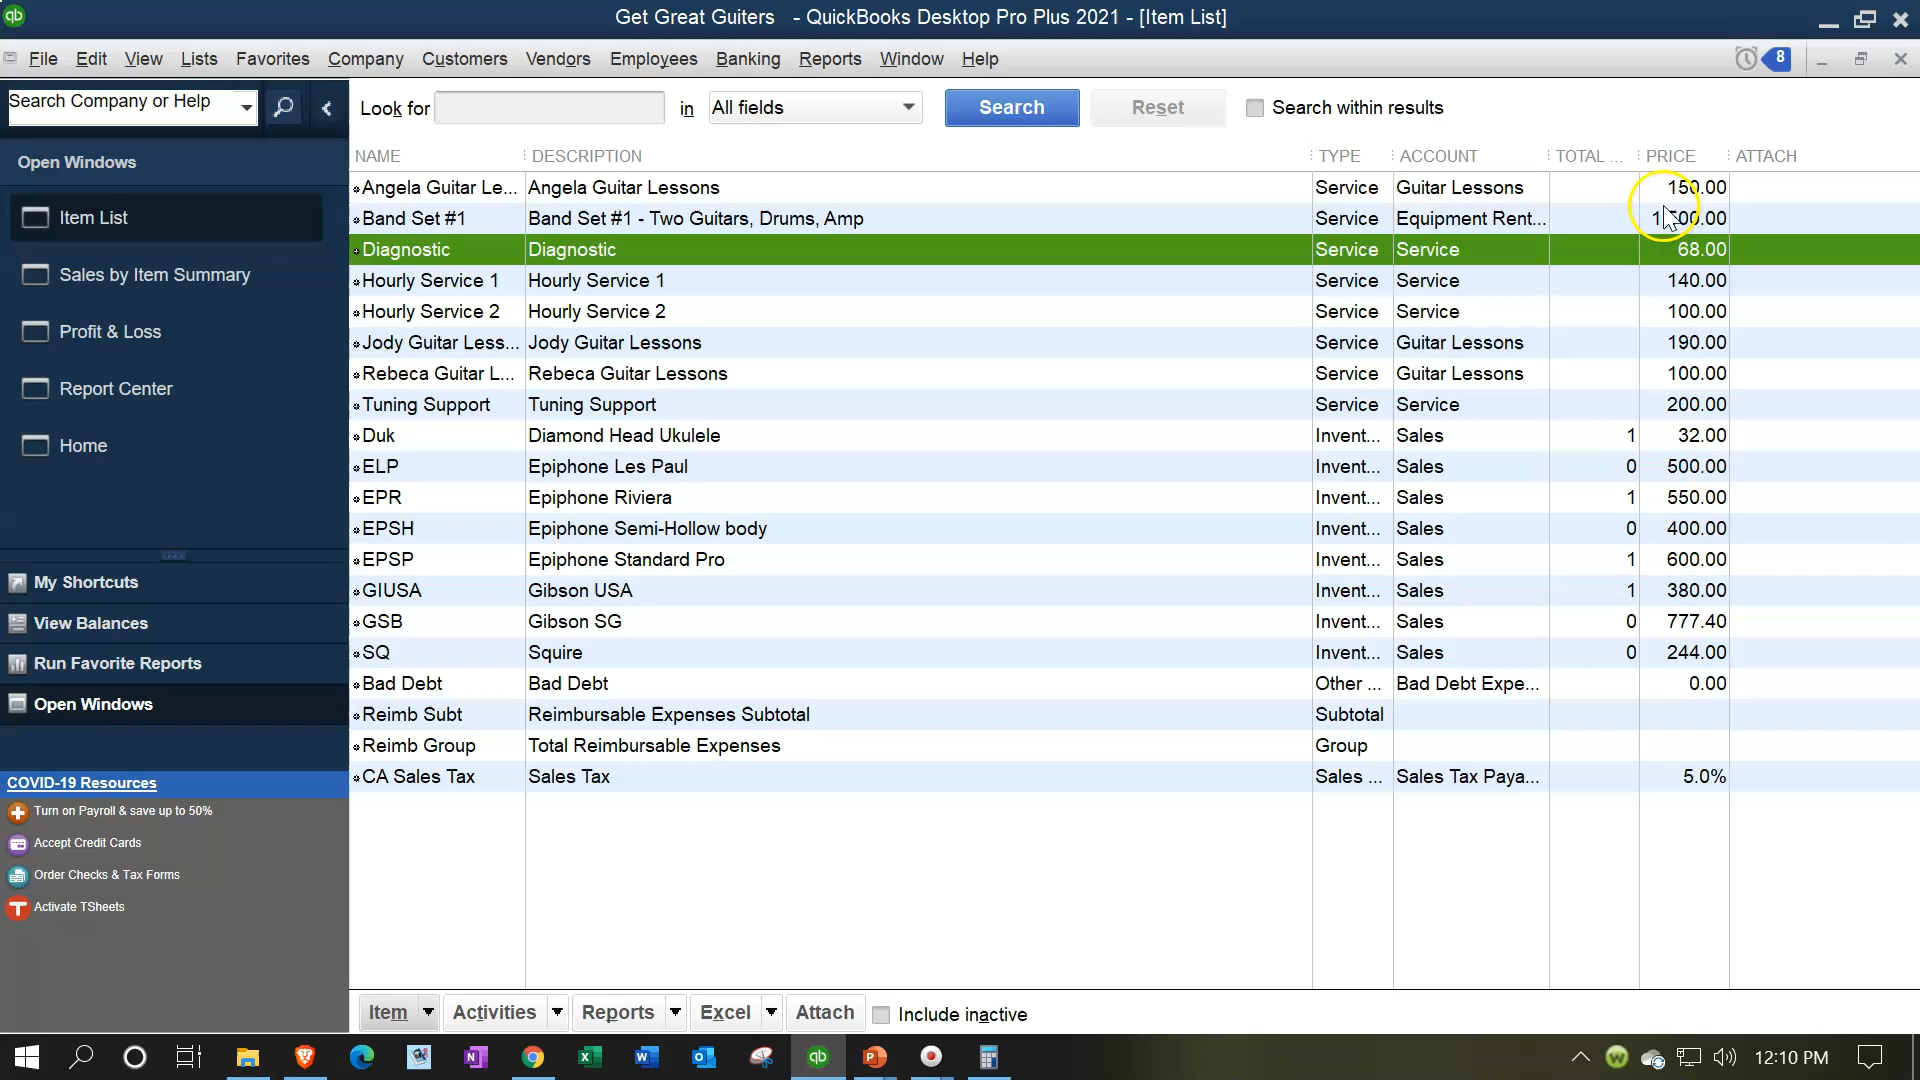 Get Great Guiters - QuickBooks Desktop Pro Plus 2021 - [Item List]
File Edit View Lists Favorites Company Customers Vendors Employees Banking Reports Window Help 8
Search Company or Help
Look for in All fields Search Reset Search within results
Open Windows
Item List
Sales by Item Summary
Profit & Loss
Report Center
Home
My Shortcuts
View Balances
Run Favorite Reports
Open Windows
COVID-19 Resources
Turn on Payroll & save up to 50%
Accept Credit Cards
Order Checks & Tax Forms
Activate TSheets
NAME DESCRIPTION TYPE ACCOUNT TOTAL ... PRICE ATTACH
Angela Guitar Le... Angela Guitar Lessons Service Guitar Lessons 150.00
Band Set #1 Band Set #1 - Two Guitars, Drums, Amp Service Equipment Rent...
Diagnostic Diagnostic Service Service 68.00
Hourly Service 1 Hourly Service 1 Service Service 140.00
Hourly Service 2 Hourly Service 2 Service Service 100.00
Jody Guitar Less... Jody Guitar Lessons Service Guitar Lessons 190.00
Rebeca Guitar L... Rebeca Guitar Lessons Service Guitar Lessons 100.00
Tuning Support Tuning Support Service Service 200.00
Duk Diamond Head Ukulele Invent... Sales 1 32.00
ELP Epiphone Les Paul Invent... Sales 0 500.00
EPR Epiphone Riviera Invent... Sales 1 550.00
EPSH Epiphone Semi-Hollow body Invent... Sales 0 400.00
EPSP Epiphone Standard Pro Invent... Sales 1 600.00
GIUSA Gibson USA Invent... Sales 1 380.00
GSB Gibson SG Invent... Sales 0 777.40
SQ Squire Invent... Sales 0 244.00
Bad Debt Bad Debt Other ... Bad Debt Expe... 0.00
Reimb Subt Reimbursable Expenses Subtotal Subtotal
Reimb Group Total Reimbursable Expenses Group
CA Sales Tax Sales Tax Sales ... Sales Tax Paya... 5.0%
Item Activities Reports Excel Attach Include inactive
12:10 PM